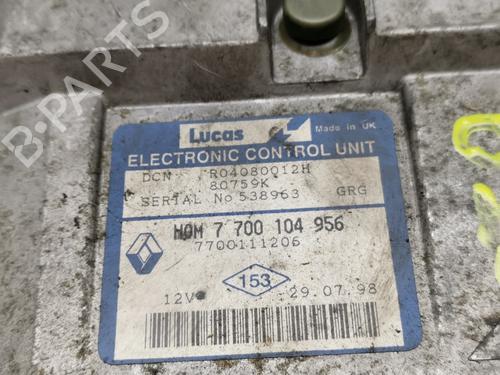 Lucas Made in UK
ELECTRONIC CONTROL UNIT
DCN R04080012H
80759K
SERIAL No 538963 GRG
HOM 7 700 104 956
7700111206
153
12V 29.07.98
B-PARTS